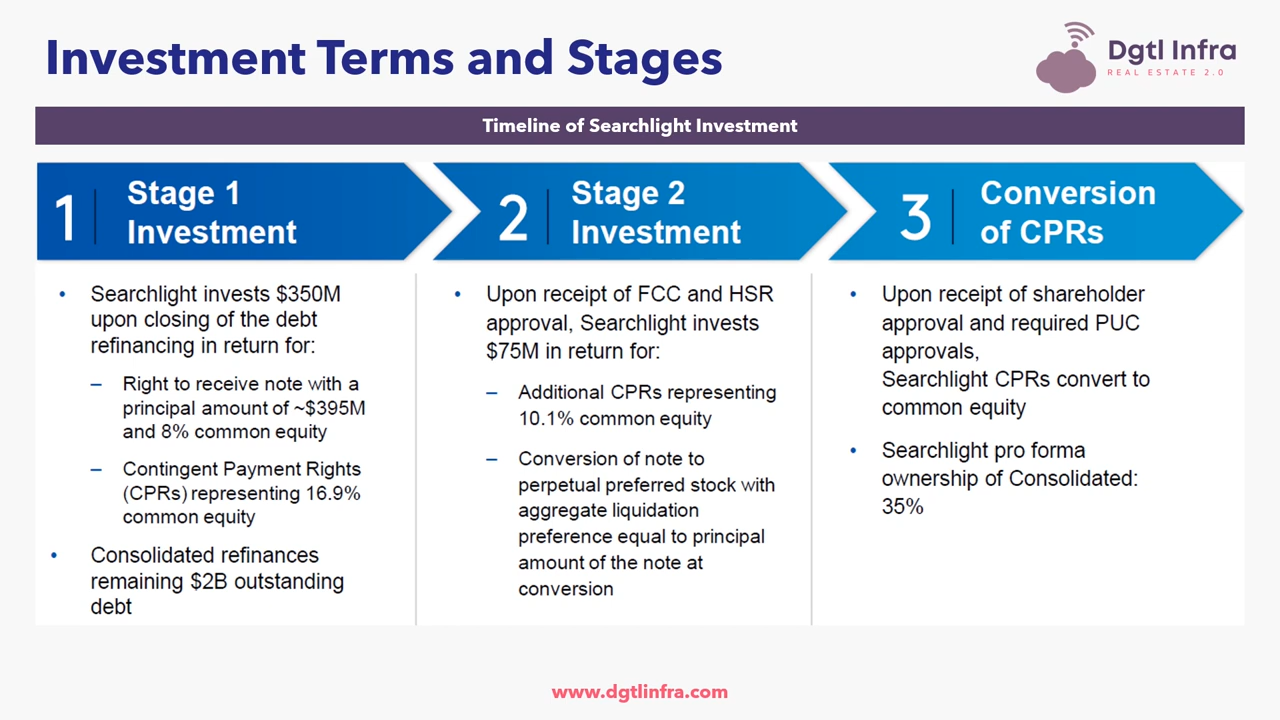 Investment Terms and Stages
Dgtl Infra
REAL ESTATE 2.0
Timeline of Searchlight Investment
1
Stage 1
Investment
• Searchlight invests $350M
upon closing of the debt
refinancing in return for:
– Right to receive note with a
principal amount of ~$395M
and 8% common equity
– Contingent Payment Rights
(CPRs) representing 16.9%
common equity
• Consolidated refinances
remaining $2B outstanding
debt
2
Stage 2
Investment
• Upon receipt of FCC and HSR
approval, Searchlight invests
$75M in return for:
– Additional CPRs representing
10.1% common equity
– Conversion of note to
perpetual preferred stock with
aggregate liquidation
preference equal to principal
amount of the note at
conversion
3
Conversion
of CPRs
• Upon receipt of shareholder
approval and required PUC
approvals,
Searchlight CPRs convert to
common equity
• Searchlight pro forma
ownership of Consolidated:
35%
www.dgtlinfra.com